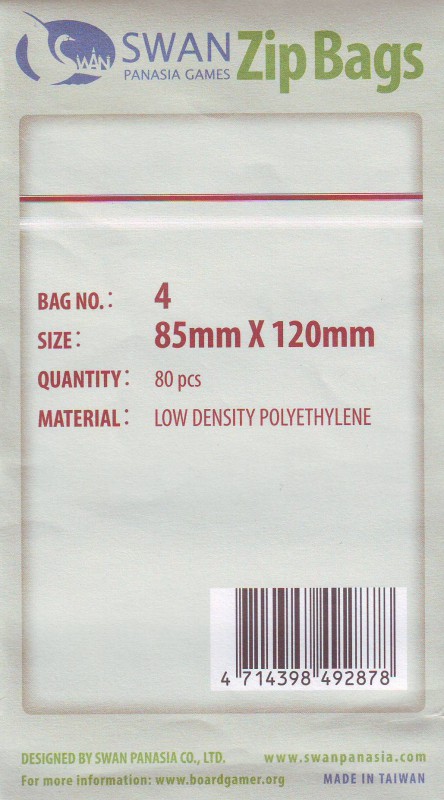 SWAN
SWAN
PANASIA GAMES
Zip Bags
BAG NO.: 4
SIZE: 85mm X 120mm
QUANTITY: 80 pcs
MATERIAL: LOW DENSITY POLYETHYLENE
4 714398 492878
DESIGNED BY SWAN PANASIA CO., LTD. www.swanpanasia.com
For more information: www.boardgamer.org MADE IN TAIWAN